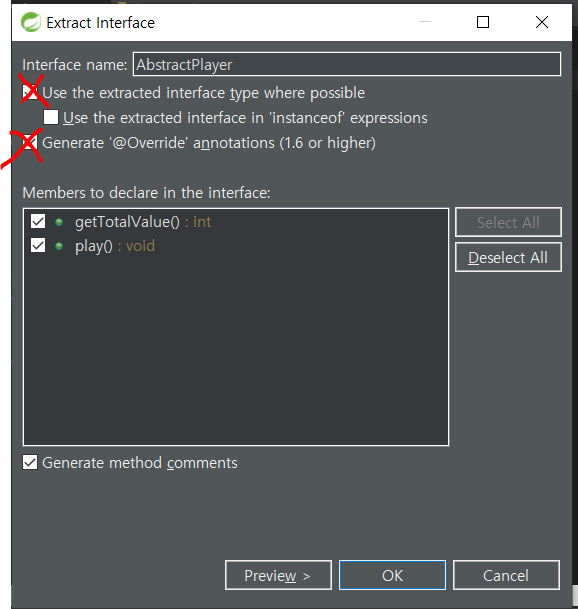 Extract Interface
Interface name: AbstractPlayer
Use the extracted interface type where possible
Use the extracted interface in 'instanceof' expressions
Generate '@Override' annotations (1.6 or higher)
Members to declare in the interface:
getTotalValue() : int
Select All
play() : void
Deselect All
Generate method comments
Preview >
OK
Cancel